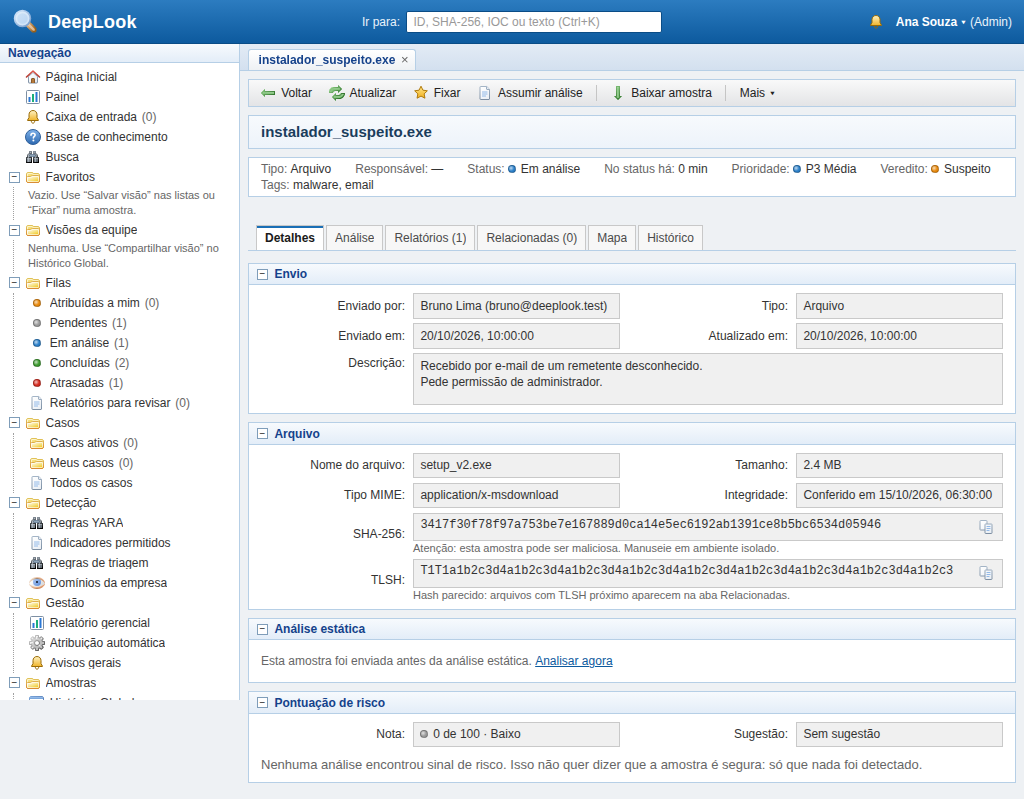 DeepLook
Ir para: ID, SHA-256, IOC ou texto (Ctrl+K)
Ana Souza ▾ (Admin)
Navegação
Página Inicial
Painel
Caixa de entrada (0)
Base de conhecimento
Busca
Favoritos
Vazio. Use “Salvar visão” nas listas ou
“Fixar” numa amostra.
Visões da equipe
Nenhuma. Use “Compartilhar visão” no
Histórico Global.
Filas
Atribuídas a mim (0)
Pendentes (1)
Em análise (1)
Concluídas (2)
Atrasadas (1)
Relatórios para revisar (0)
Casos
Casos ativos (0)
Meus casos (0)
Todos os casos
Detecção
Regras YARA
Indicadores permitidos
Regras de triagem
Domínios da empresa
Gestão
Relatório gerencial
Atribuição automática
Avisos gerais
Amostras
instalador_suspeito.exe ×
Voltar Atualizar Fixar Assumir análise Baixar amostra Mais ▾
instalador_suspeito.exe
Tipo: Arquivo Responsável: — Status: Em análise No status há: 0 min Prioridade: P3 Média Veredito: Suspeito
Tags: malware, email
Detalhes Análise Relatórios (1) Relacionadas (0) Mapa Histórico
Envio
Enviado por: Bruno Lima (bruno@deeplook.test) Tipo: Arquivo
Enviado em: 20/10/2026, 10:00:00 Atualizado em: 20/10/2026, 10:00:00
Descrição: Recebido por e-mail de um remetente desconhecido.
Pede permissão de administrador.
Arquivo
Nome do arquivo: setup_v2.exe Tamanho: 2.4 MB
Tipo MIME: application/x-msdownload Integridade: Conferido em 15/10/2026, 06:30:00
SHA-256: 3417f30f78f97a753be7e167889d0ca14e5ec6192ab1391ce8b5bc6534d05946
Atenção: esta amostra pode ser maliciosa. Manuseie em ambiente isolado.
TLSH: T1T1a1b2c3d4a1b2c3d4a1b2c3d4a1b2c3d4a1b2c3d4a1b2c3d4a1b2c3d4a1b2c3d4a1b2c3
Hash parecido: arquivos com TLSH próximo aparecem na aba Relacionadas.
Análise estática
Esta amostra foi enviada antes da análise estática. Analisar agora
Pontuação de risco
Nota: 0 de 100 · Baixo Sugestão: Sem sugestão
Nenhuma análise encontrou sinal de risco. Isso não quer dizer que a amostra é segura: só que nada foi detectado.